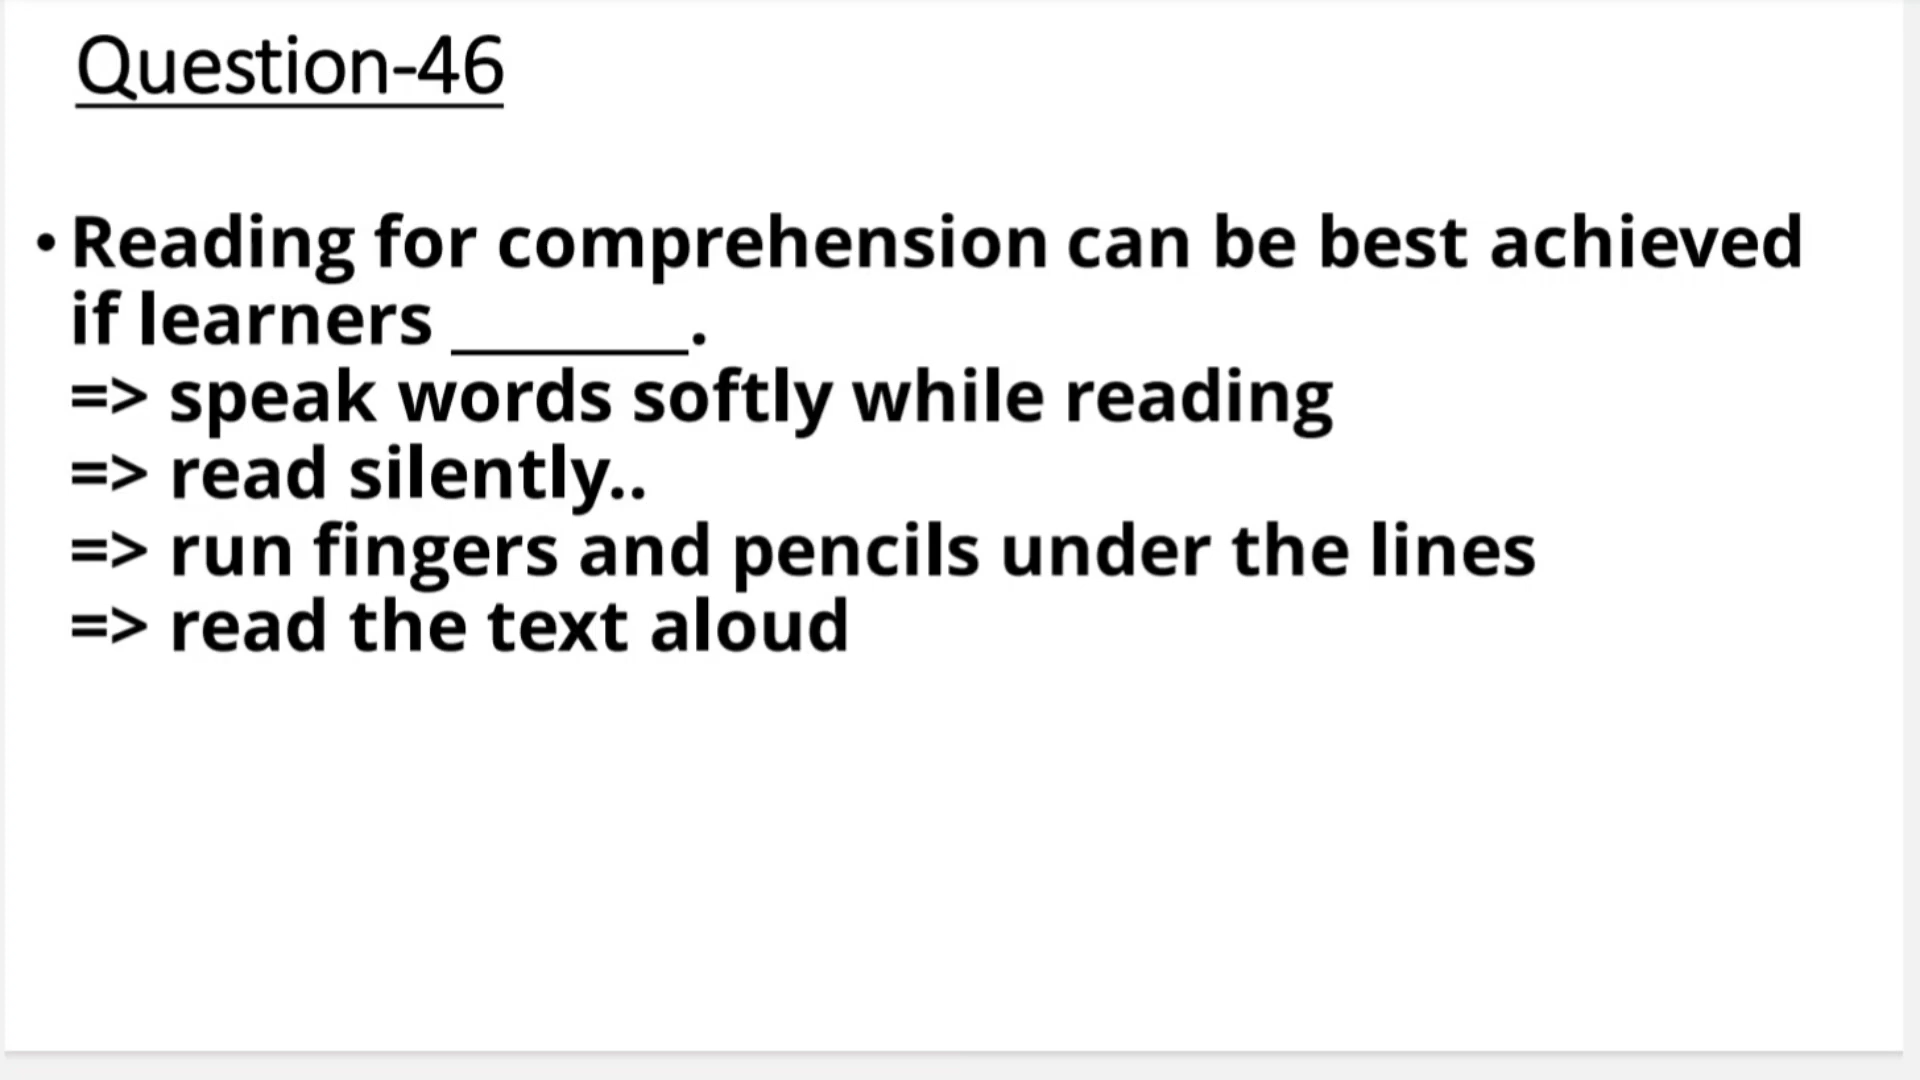 Question-46
• Reading for comprehension can be best achieved
if learners ________.
=> speak words softly while reading
=> read silently..
=> run fingers and pencils under the lines
=> read the text aloud